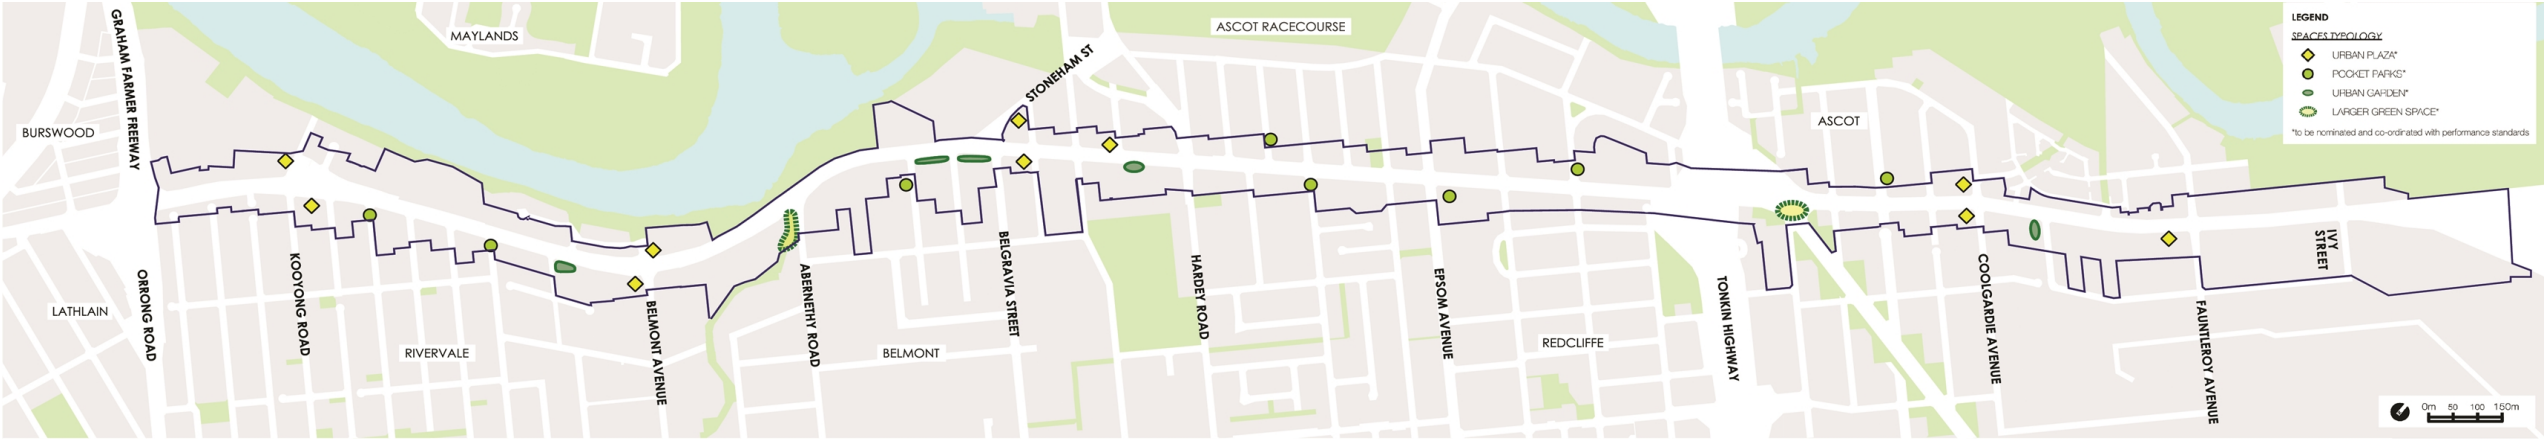 GRAHAM FARMER FREEWAY
MAYLANDS
ASCOT RACECOURSE
STONEHAM ST
BURSWOOD
ASCOT
LEGEND
SPACES TYPOLOGY
URBAN PLAZA*
POCKET PARKS*
URBAN GARDEN*
LARGER GREEN SPACE*
*to be nominated and co-ordinated with performance standards
LATHLAIN
ORRONG ROAD
KOOYONG ROAD
RIVERVALE
BELMONT AVENUE
ABERNETHY ROAD
BELMONT
BELGRAVIA STREET
HARDEY ROAD
EPSOM AVENUE
REDCLIFFE
TONKIN HIGHWAY
COOLGARDIE AVENUE
FAUNTLEROY AVENUE
IVY
STREET
0m 50 100 150m